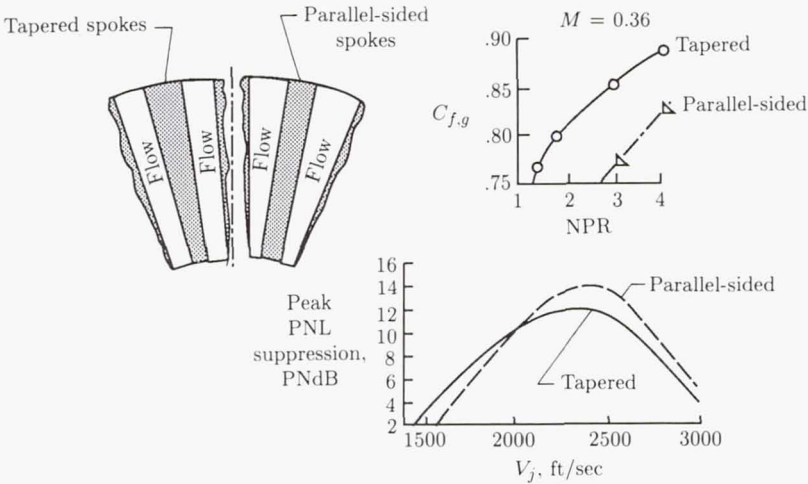 Tapered spokes
Parallel-sided
spokes
Flow
Flow
Flow
Flow
M = 0.36
.90
.85
.80
.75
C_f,g
Tapered
Parallel-sided
1
2
3
4
NPR
16
14
12
10
8
6
4
2
Peak
PNL
suppression,
PNdB
Parallel-sided
Tapered
1500
2000
2500
3000
V_j, ft/sec